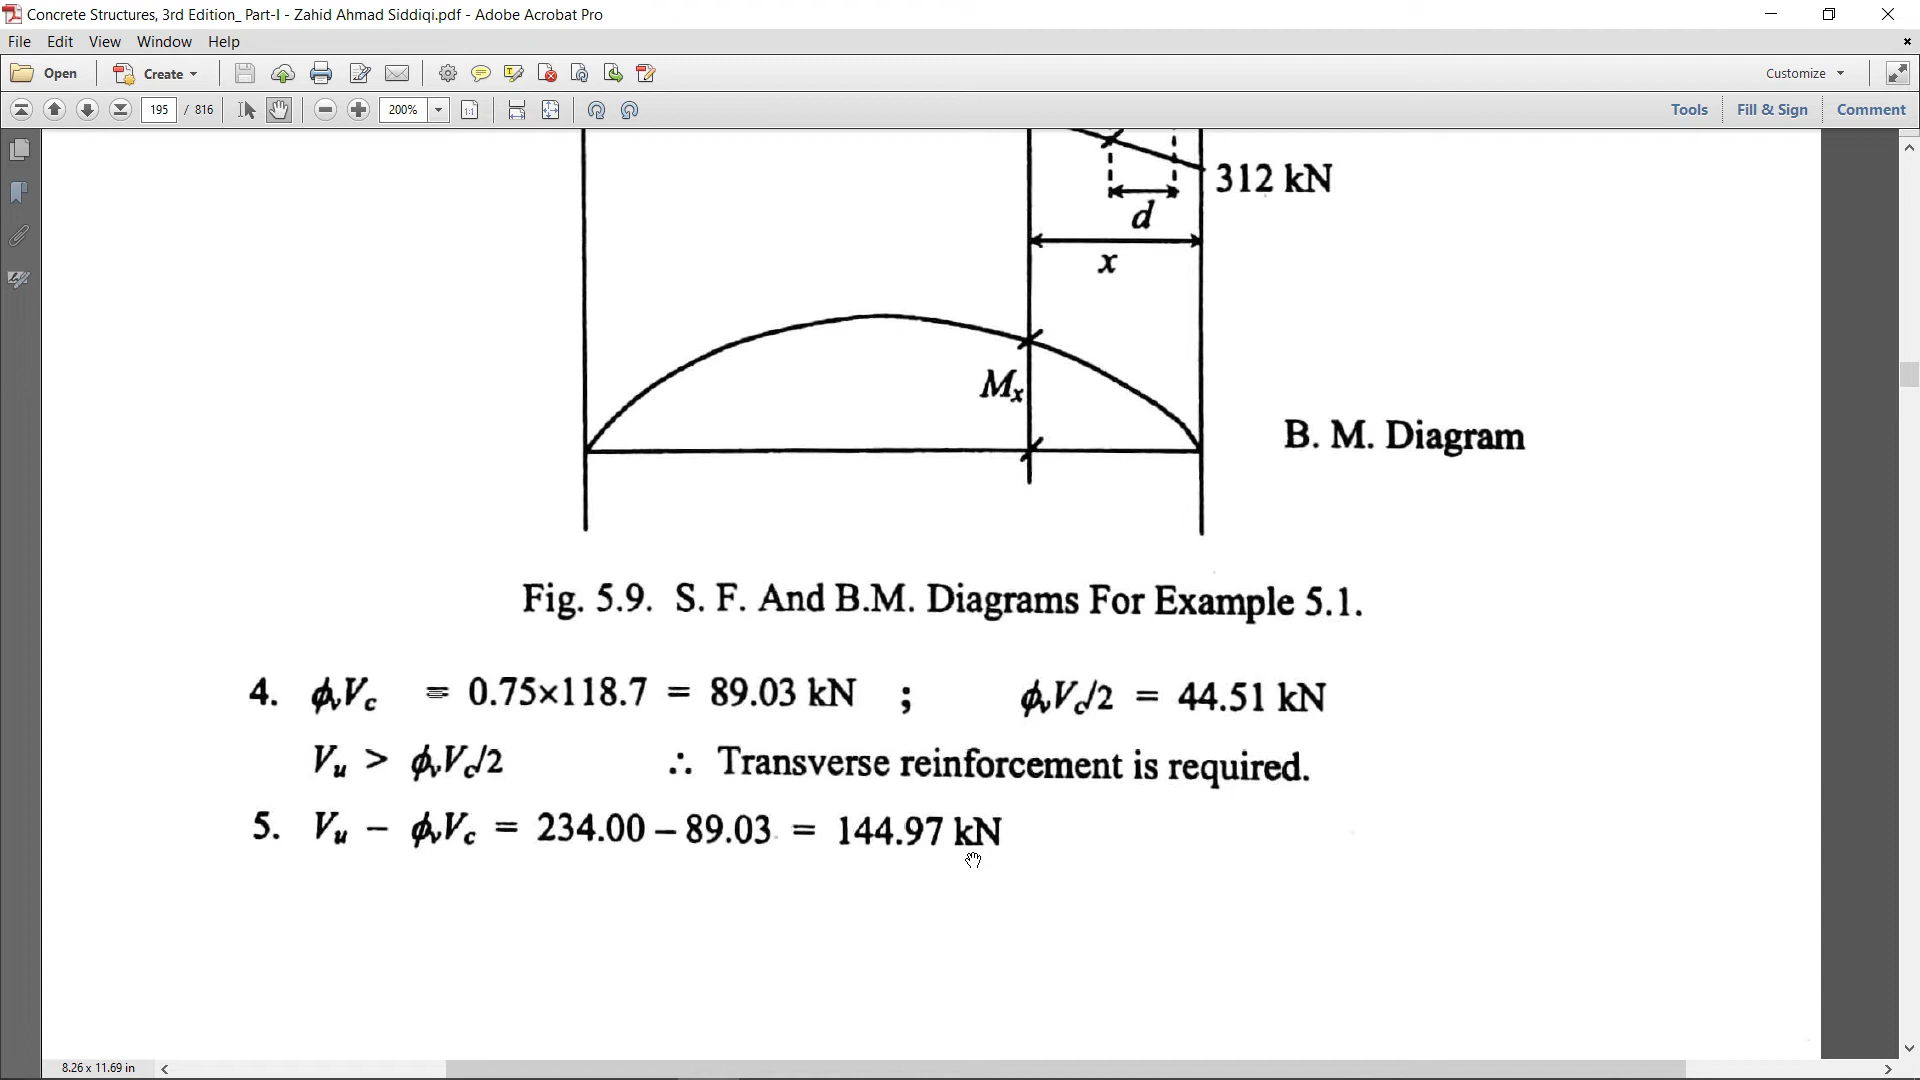 Concrete Structures, 3rd Edition_ Part-I - Zahid Ahmad Siddiqi.pdf - Adobe Acrobat Pro
File Edit View Window Help
Open Create Customize
195 / 816 200% Tools Fill & Sign Comment
312 kN
d
x
Mₓ
B. M. Diagram
Fig. 5.9. S. F. And B.M. Diagrams For Example 5.1.
4. ϕᵥVc = 0.75×118.7 = 89.03 kN ; ϕᵥVc/2 = 44.51 kN
Vu > ϕᵥVc/2 ∴ Transverse reinforcement is required.
5. Vu − ϕᵥVc = 234.00 – 89.03 = 144.97 kN
8.26 x 11.69 in